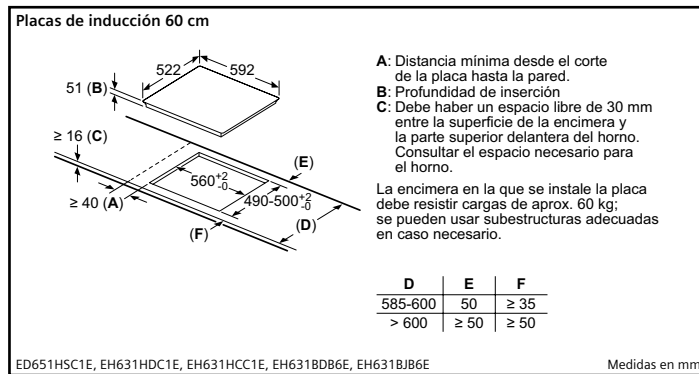 Placas de inducción 60 cm
522
592
51 (B)
≥ 16 (C)
(E)
560+2-0
490-500+2-0
≥ 40 (A)
(D)
(F)
A: Distancia mínima desde el corte
de la placa hasta la pared.
B: Profundidad de inserción
C: Debe haber un espacio libre de 30 mm
entre la superficie de la encimera y
la parte superior delantera del horno.
Consultar el espacio necesario para
el horno.
La encimera en la que se instale la placa
debe resistir cargas de aprox. 60 kg;
se pueden usar subestructuras adecuadas
en caso necesario.
D E F
585-600 50 ≥ 35
> 600 ≥ 50 ≥ 50
ED651HSC1E, EH631HDC1E, EH631HCC1E, EH631BDB6E, EH631BJB6E Medidas en mm